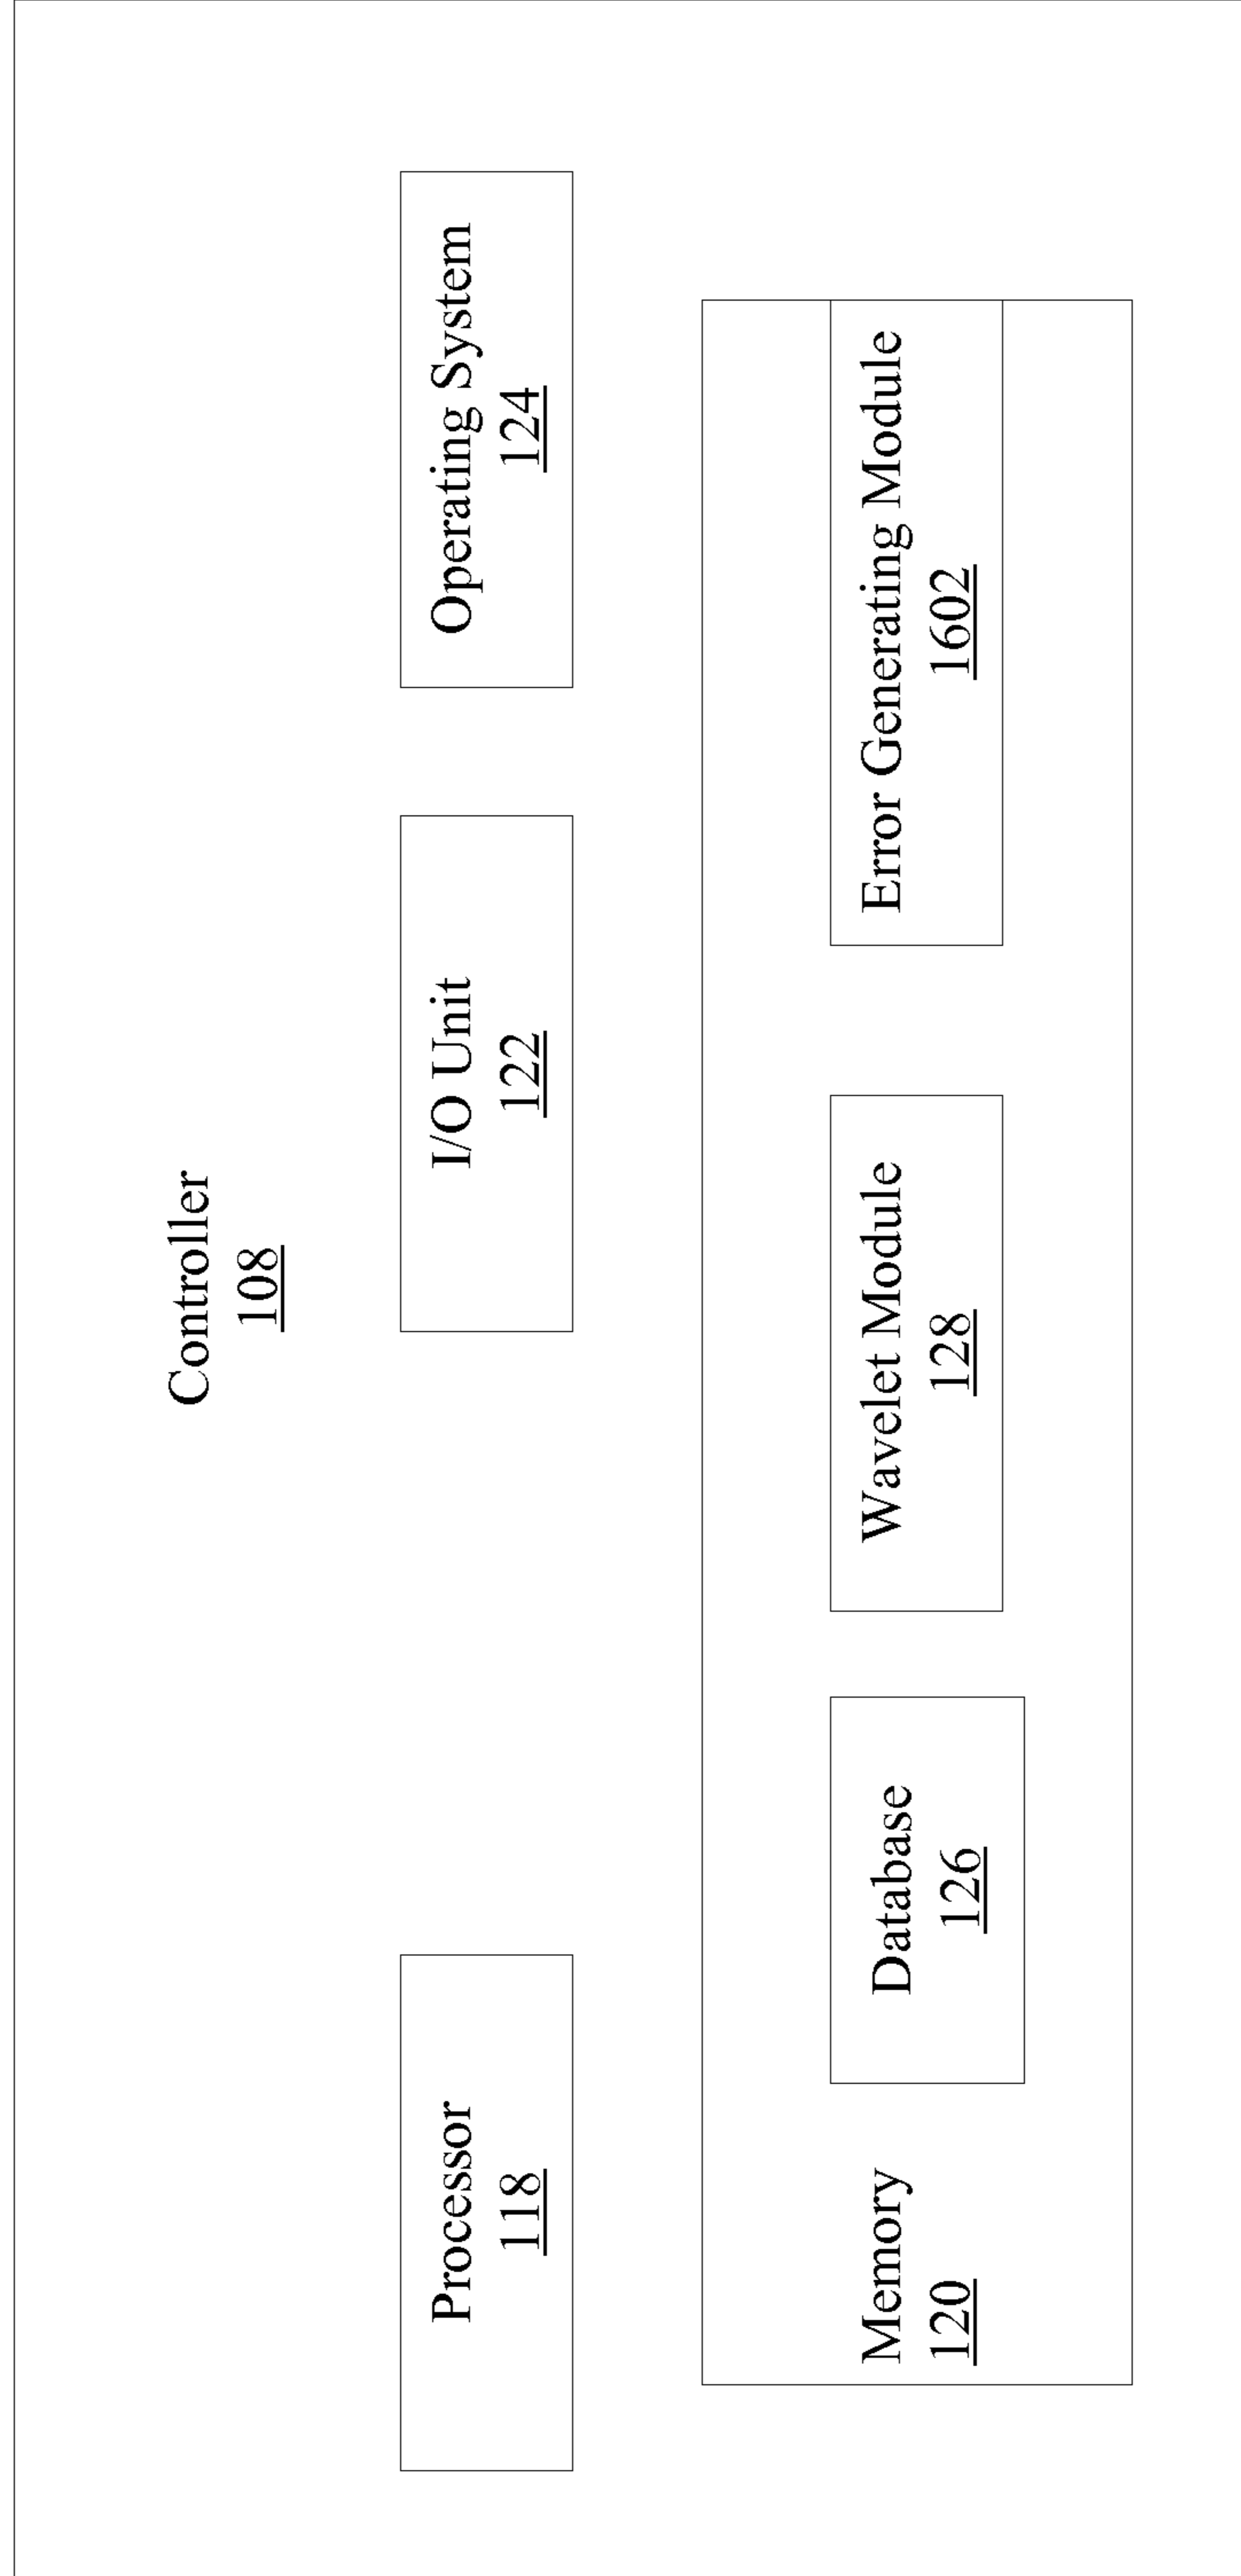 Controller
108
Processor
118
I/O Unit
122
Operating System
124
Memory
120
Database
126
Wavelet Module
128
Error Generating Module
1602